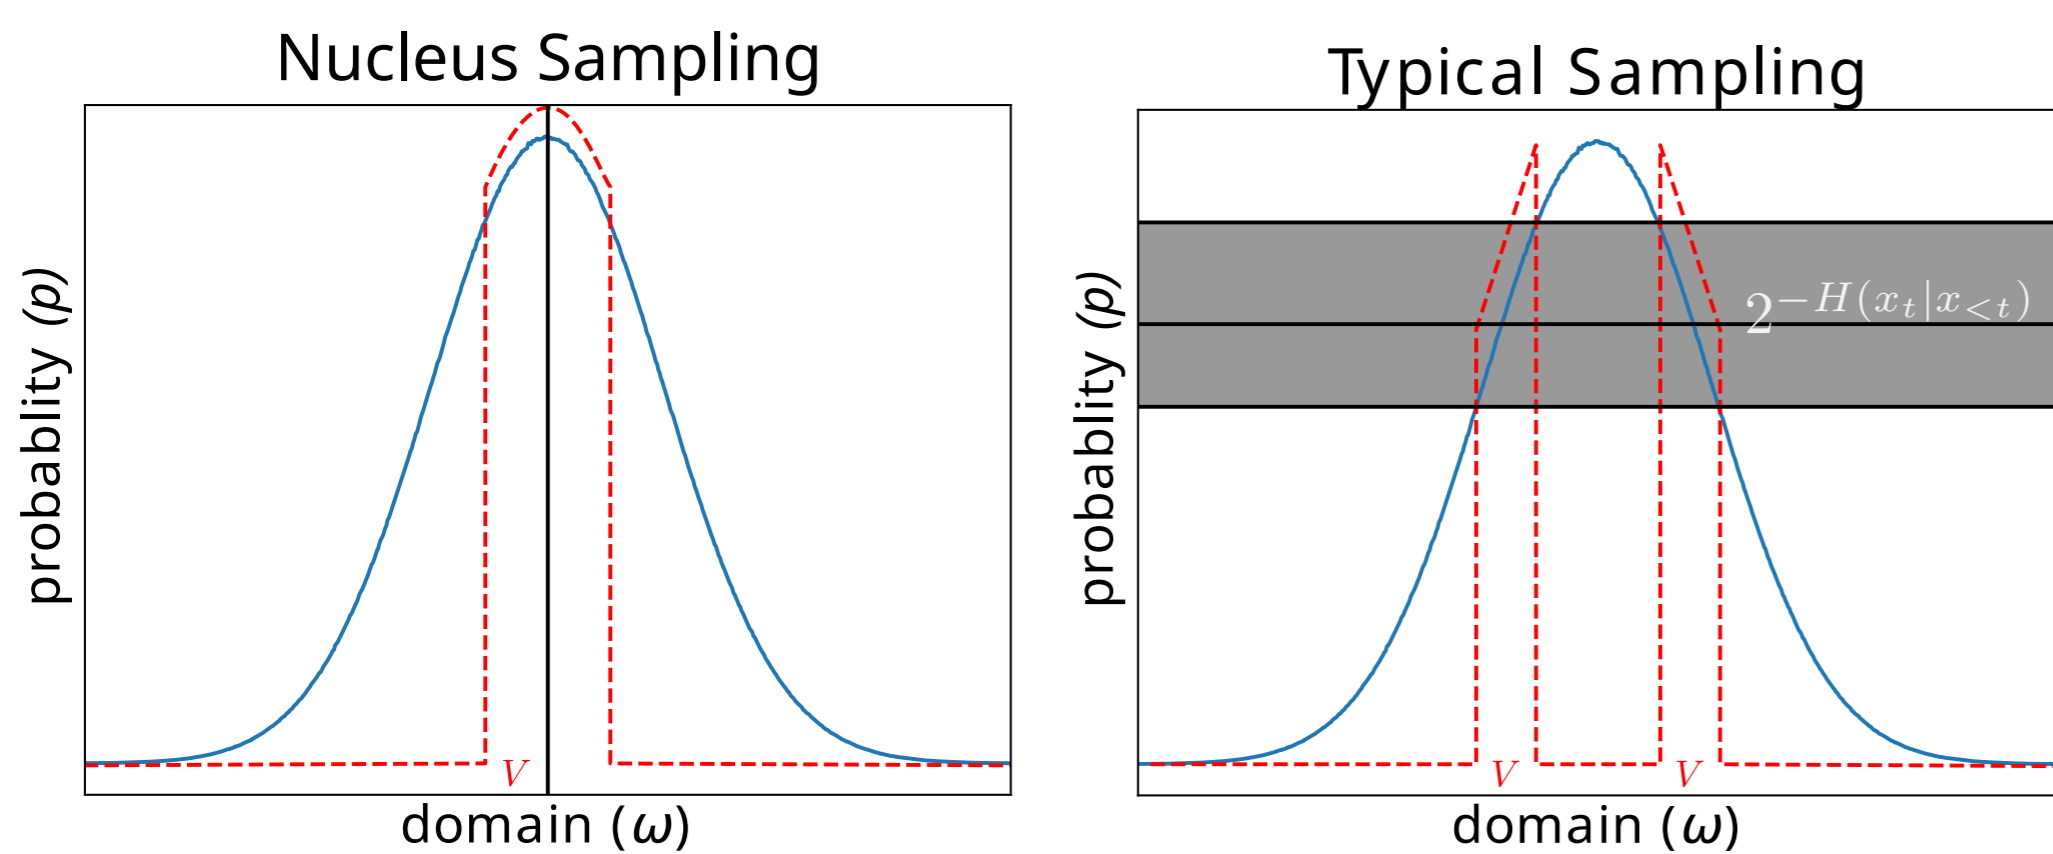 Nucleus Sampling
probablity (p)
V
domain (ω)
Typical Sampling
probablity (p)
2^{-H(x_t|x_{<t})}
V V
domain (ω)